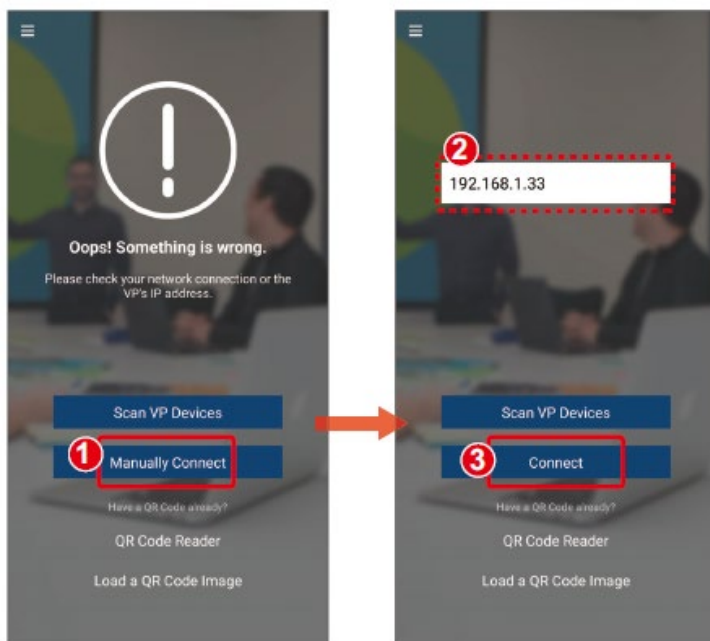 Oops! Something is wrong.
Please check your network connection or the
VP's IP address.
Scan VP Devices
1
Manually Connect
Have a QR Code already?
QR Code Reader
Load a QR Code Image
2
192.168.1.33
Scan VP Devices
3
Connect
Have a QR Code already?
QR Code Reader
Load a QR Code Image